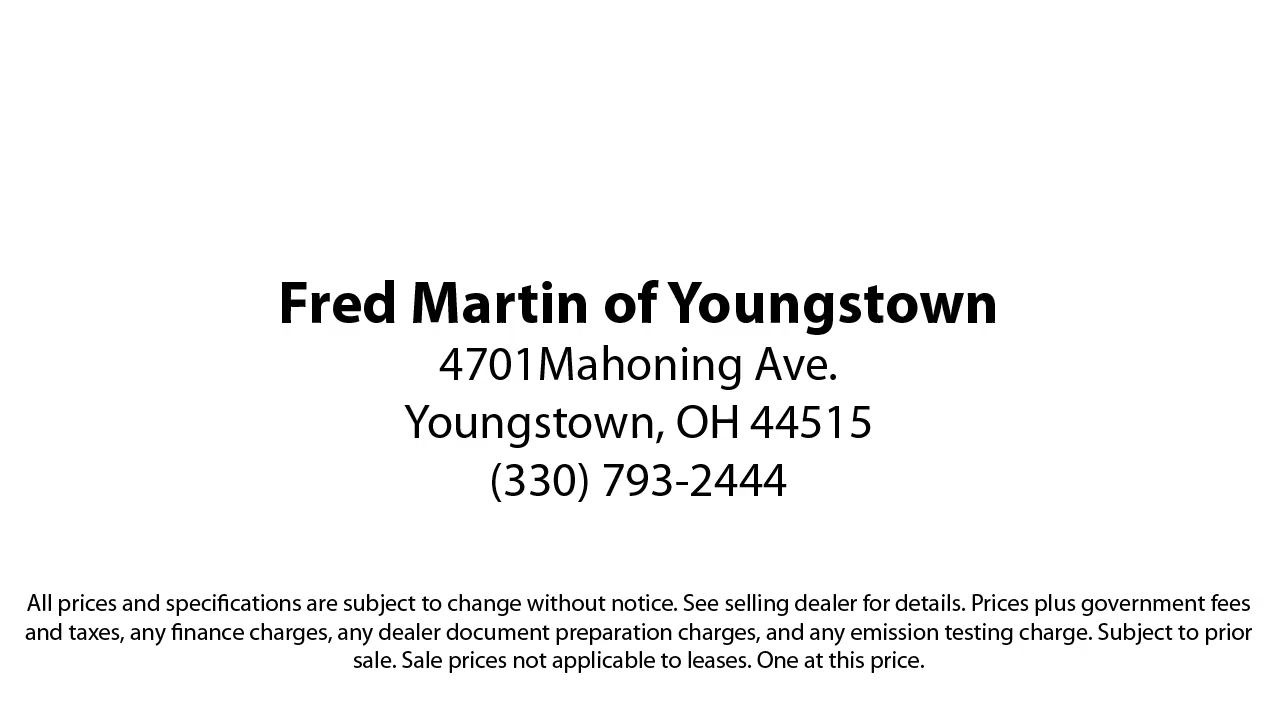 Fred Martin of Youngstown
4701Mahoning Ave.
Youngstown, OH 44515
(330) 793-2444
All prices and specifications are subject to change without notice. See selling dealer for details. Prices plus government fees
and taxes, any finance charges, any dealer document preparation charges, and any emission testing charge. Subject to prior
sale. Sale prices not applicable to leases. One at this price.